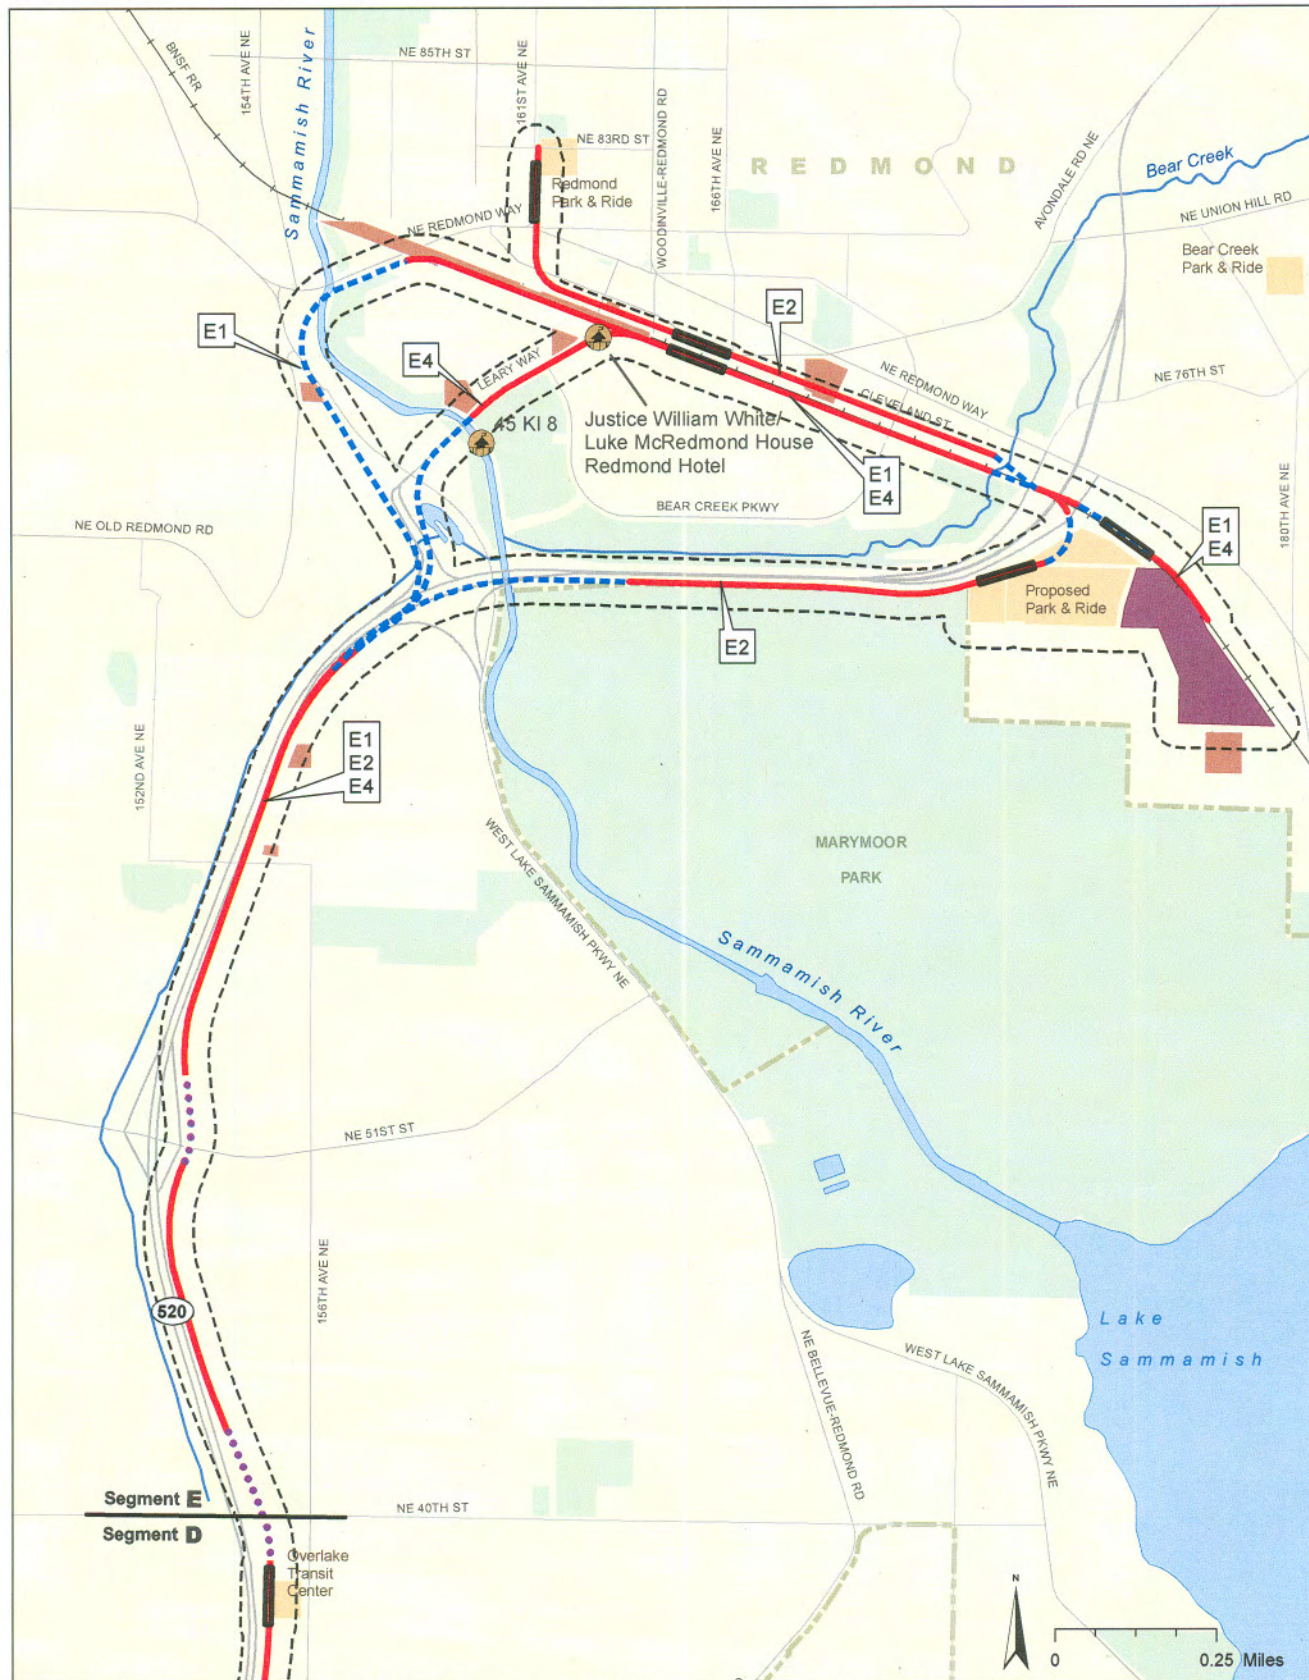 NE 85TH ST
BNSF RR
154TH AVE NE
Sammamish River
161ST AVE NE
WOODINVILLE-REDMOND RD
166TH AVE NE
NE 83RD ST
REDMOND
Redmond
Park & Ride
AVONDALE RD NE
Bear Creek
NE UNION HILL RD
Bear Creek
Park & Ride
NE REDMOND WAY
E1
E2
E4
LEARY WAY
NE REDMOND WAY
NE 76TH ST
CLEVELAND ST
45 KI 8
Justice William White/
Luke McRedmond House
Redmond Hotel
E1
E4
BEAR CREEK PKWY
NE OLD REDMOND RD
180TH AVE NE
E1
E4
Proposed
Park & Ride
E2
152ND AVE NE
E1
E2
E4
MARYMOOR
PARK
WEST LAKE SAMMAMISH PKWY NE
Sammamish River
NE 51ST ST
156TH AVE NE
520
Lake
Sammamish
NE BELLEVUE-REDMOND RD
WEST LAKE SAMMAMISH PKWY NE
Segment E
Segment D
NE 40TH ST
Overlake
Transit
Center
N
0 0.25 Miles